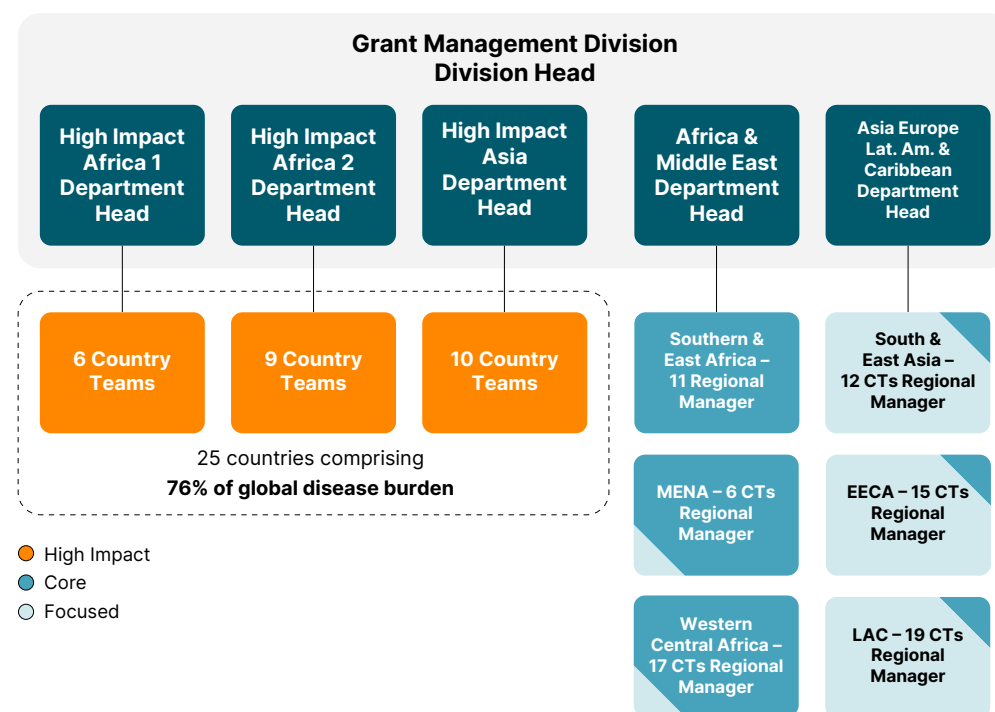 Grant Management Division
Division Head
High Impact
Africa 1
Department
Head
High Impact
Africa 2
Department
Head
High Impact
Asia
Department
Head
Africa &
Middle East
Department
Head
Asia Europe
Lat. Am. &
Caribbean
Department
Head
6 Country
Teams
9 Country
Teams
10 Country
Teams
25 countries comprising
76% of global disease burden
Southern &
East Africa –
11 Regional
Manager
South &
East Asia –
12 CTs Regional
Manager
MENA – 6 CTs
Regional
Manager
EECA – 15 CTs
Regional
Manager
Western
Central Africa –
17 CTs Regional
Manager
LAC – 19 CTs
Regional
Manager
High Impact
Core
Focused